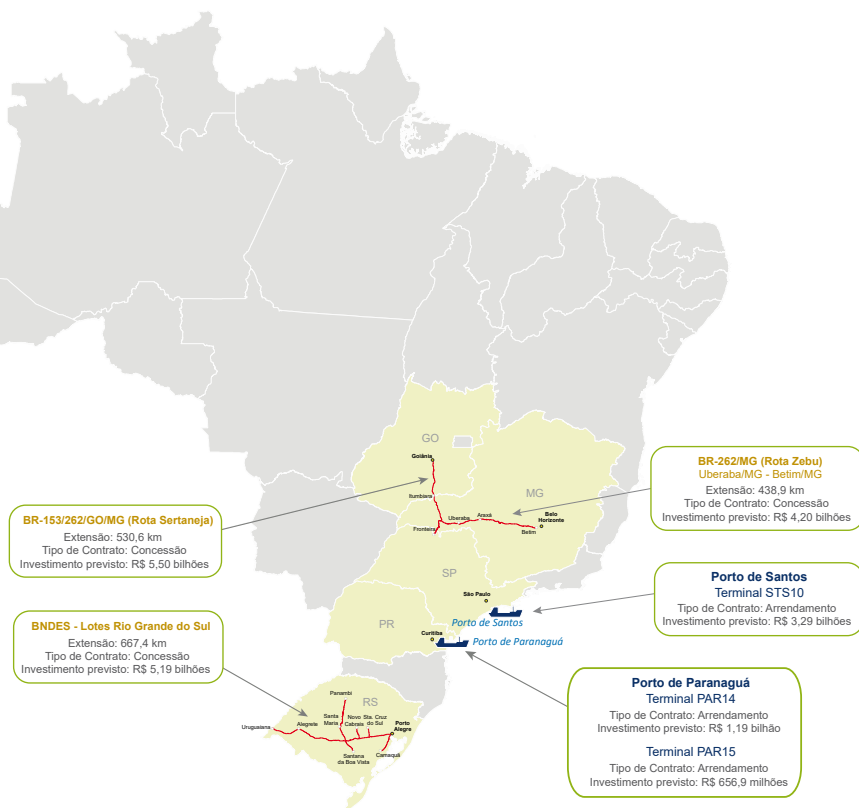 GO
Goiânia
Itumbiara
MG
Uberaba
Araxá
Belo
Horizonte
Fronteira
Betim
BR-262/MG (Rota Zebu)
Uberaba/MG - Betim/MG
Extensão: 438,9 km
Tipo de Contrato: Concessão
Investimento previsto: R$ 4,20 bilhões
BR-153/262/GO/MG (Rota Sertaneja)
Extensão: 530,6 km
Tipo de Contrato: Concessão
Investimento previsto: R$ 5,50 bilhões
SP
São Paulo
Porto de Santos
PR
Curitiba
Porto de Paranaguá
Porto de Santos
Terminal STS10
Tipo de Contrato: Arrendamento
Investimento previsto: R$ 3,29 bilhões
BNDES - Lotes Rio Grande do Sul
Extensão: 667,4 km
Tipo de Contrato: Concessão
Investimento previsto: R$ 5,19 bilhões
Porto de Paranaguá
Terminal PAR14
Tipo de Contrato: Arrendamento
Investimento previsto: R$ 1,19 bilhão
Terminal PAR15
Tipo de Contrato: Arrendamento
Investimento previsto: R$ 656,9 milhões
Panambi
RS
Uruguaiana
Alegrete
Santa
Maria
Novo
Cabrais
Sta. Cruz
do Sul
Porto
Alegre
Santana
da Boa Vista
Camaquã